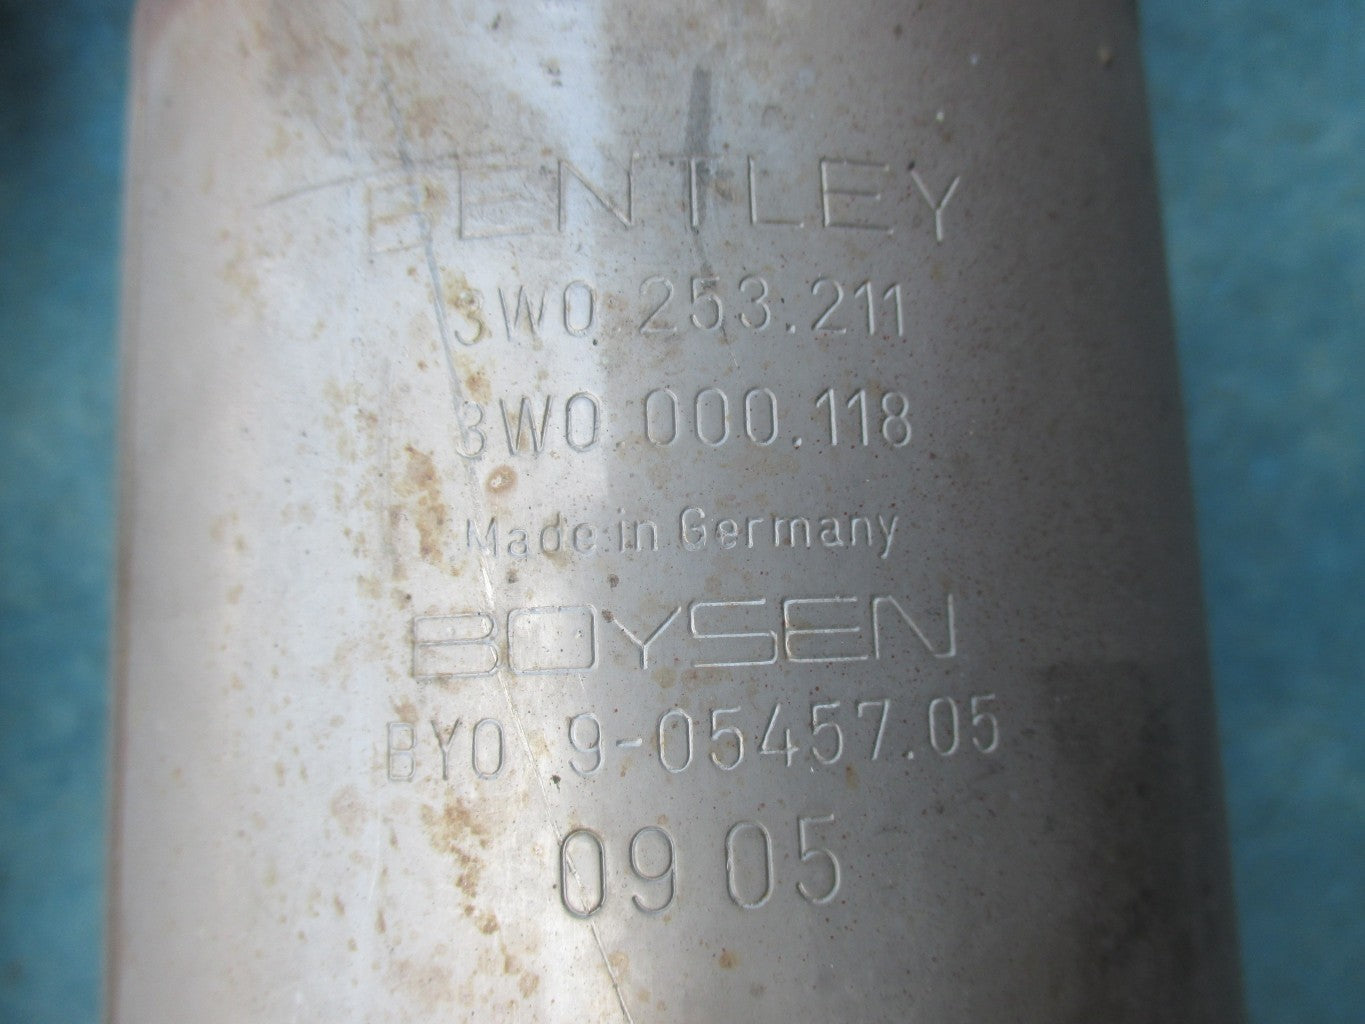 BENTLEY
3W0.253.211
3W0.000.118
Made in Germany
BOYSEN
BY0 9-05457.05
09 05